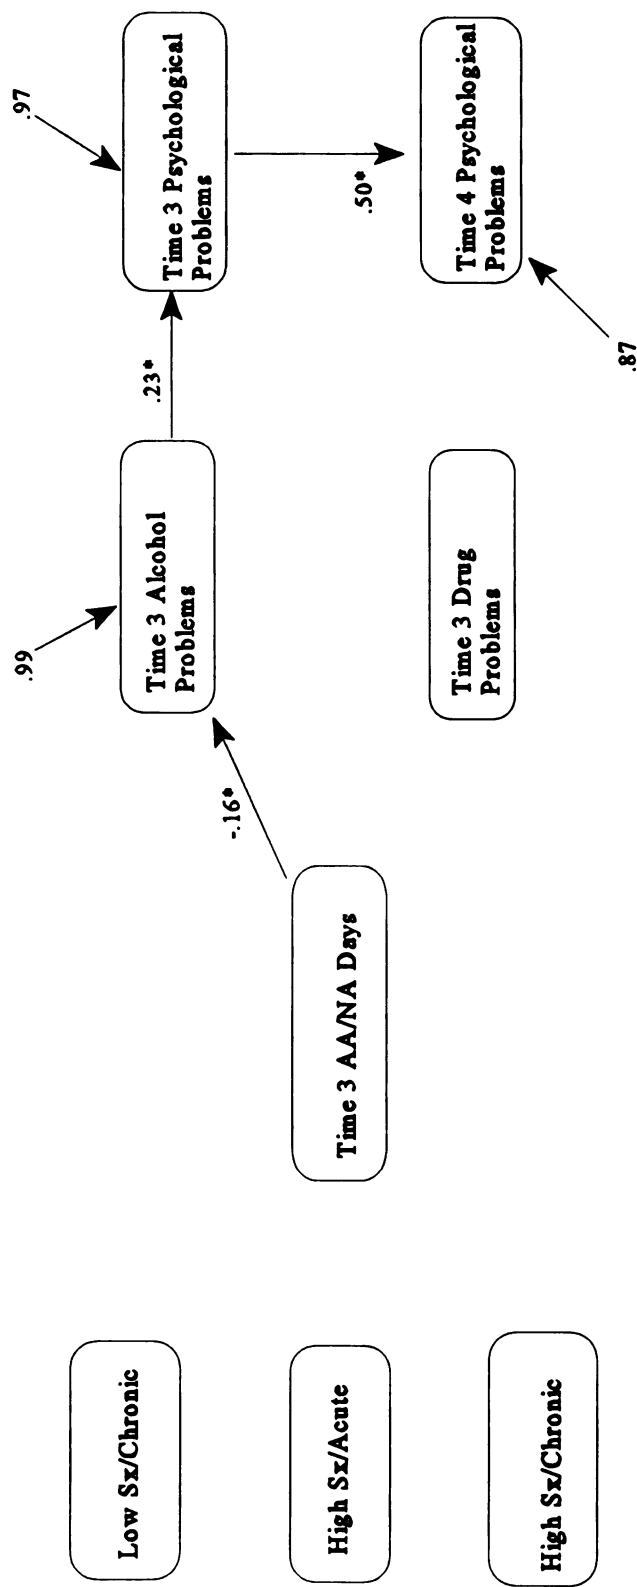 .99
.97
Low Sx/Chronic
Time 3 Alcohol
Problems
.23*
Time 3 Psychological
Problems
-.16*
High Sx/Acute
Time 3 AA/NA Days
.50*
High Sx/Chronic
Time 3 Drug
Problems
Time 4 Psychological
Problems
.87